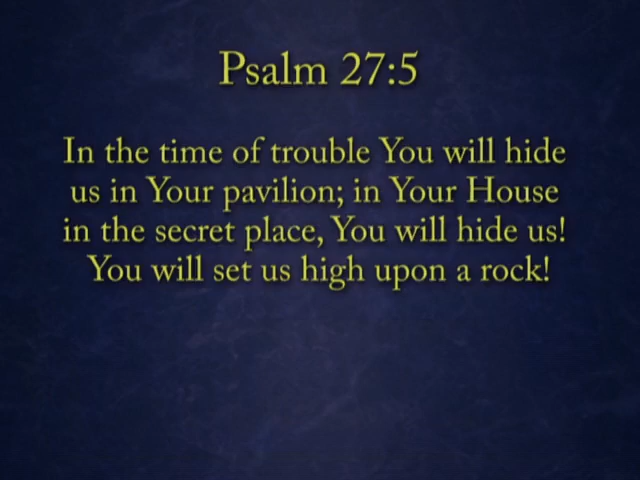 Psalm 27:5
In the time of trouble You will hide
us in Your pavilion; in Your House
in the secret place, You will hide us!
You will set us high upon a rock!